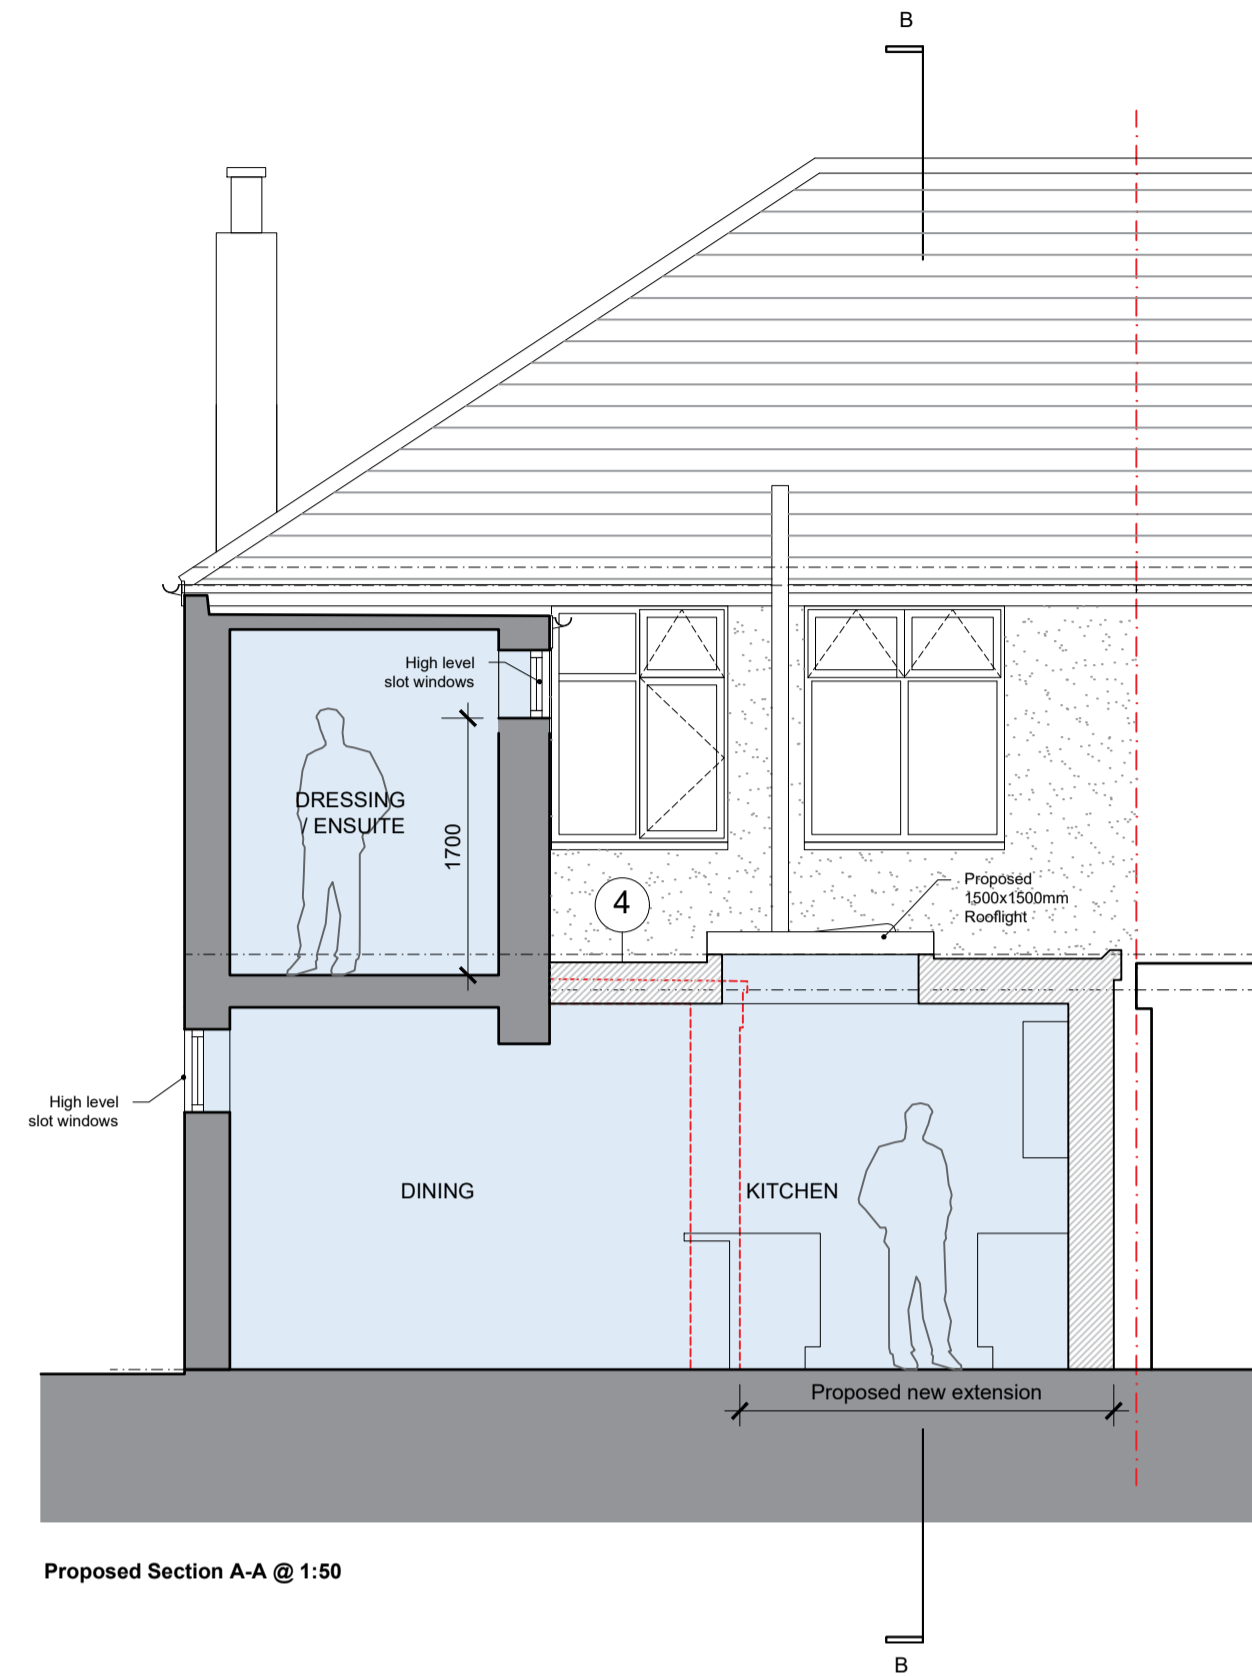 B
High level
slot windows
DRESSING
/ ENSUITE
1700
4
Proposed
1500x1500mm
Rooflight
High level
slot windows
DINING
KITCHEN
Proposed new extension
Proposed Section A-A @ 1:50
B